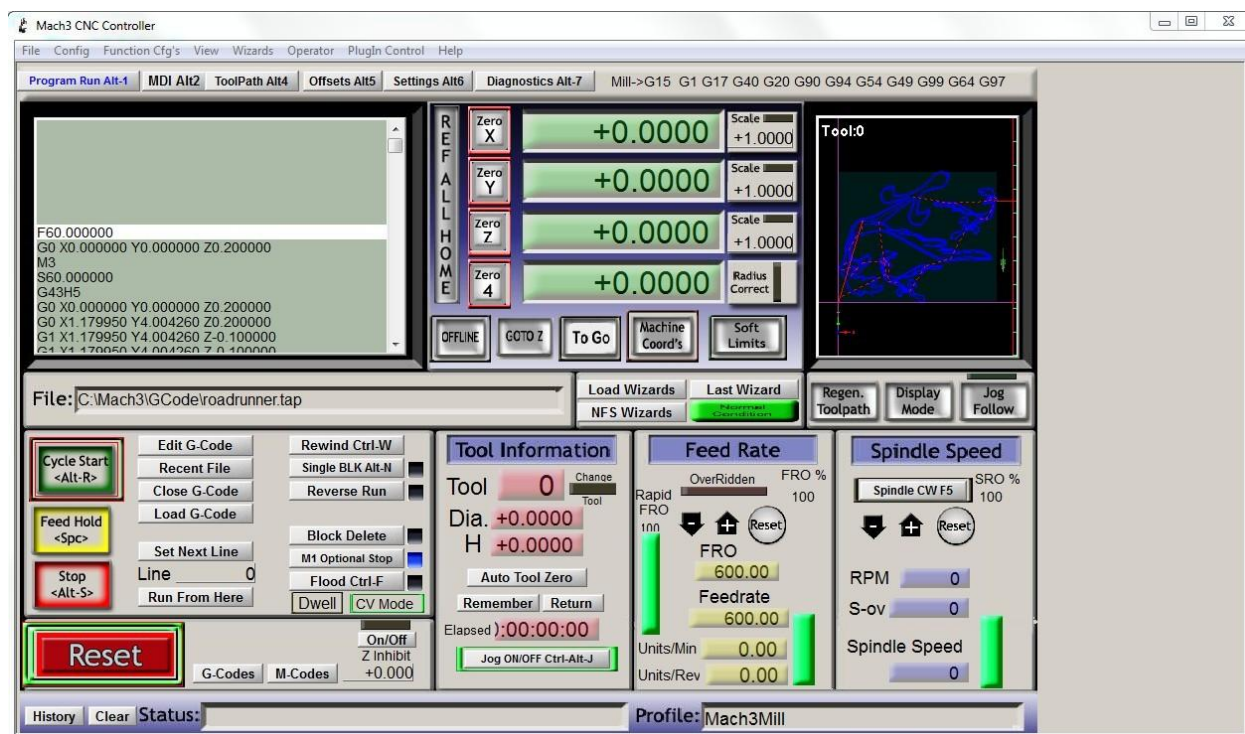 Mach3 CNC Controller
File Config Function Cfg's View Wizards Operator PlugIn Control Help
Program Run Alt-1 MDI Alt2 ToolPath Alt4 Offsets Alt5 Settings Alt6 Diagnostics Alt-7 Mill->G15 G1 G17 G40 G20 G90 G94 G54 G49 G99 G64 G97
F60.000000
G0 X0.000000 Y0.000000 Z0.200000
M3
S60.000000
G43H5
G0 X0.000000 Y0.000000 Z0.200000
G0 X1.179950 Y4.004260 Z0.200000
G1 X1.179950 Y4.004260 Z-0.100000
G1 X1.179950 Y4.004260 Z-0.100000
REF ALL HOME
Zero X +0.0000 Scale +1.0000
Zero Y +0.0000 Scale +1.0000
Zero Z +0.0000 Scale +1.0000
Zero 4 +0.0000 Radius Correct
OFFLINE GOTO Z To Go Machine Coord's Soft Limits
Tool:0
File: C:\Mach3\GCode\roadrunner.tap
Load Wizards Last Wizard
NFS Wizards Normal Condition
Regen. Toolpath Display Mode Jog Follow
Cycle Start <Alt-R>
Feed Hold <Spc>
Stop <Alt-S>
Edit G-Code Rewind Ctrl-W
Recent File Single BLK Alt-N
Close G-Code Reverse Run
Load G-Code
Block Delete
Set Next Line M1 Optional Stop
Line 0 Flood Ctrl-F
Run From Here Dwell CV Mode
Reset
On/Off
Z Inhibit
G-Codes M-Codes +0.000
Tool Information
Tool 0 Change Tool
Dia. +0.0000
H +0.0000
Auto Tool Zero
Remember Return
Elapsed ):00:00:00
Jog ON/OFF Ctrl-Alt-J
Feed Rate
OverRidden FRO %
100
Rapid FRO
100
Reset
FRO
600.00
Feedrate
600.00
Units/Min 0.00
Units/Rev 0.00
Spindle Speed
Spindle CW F5 SRO %
100
Reset
RPM 0
S-ov 0
Spindle Speed
0
History Clear Status: Profile: Mach3Mill